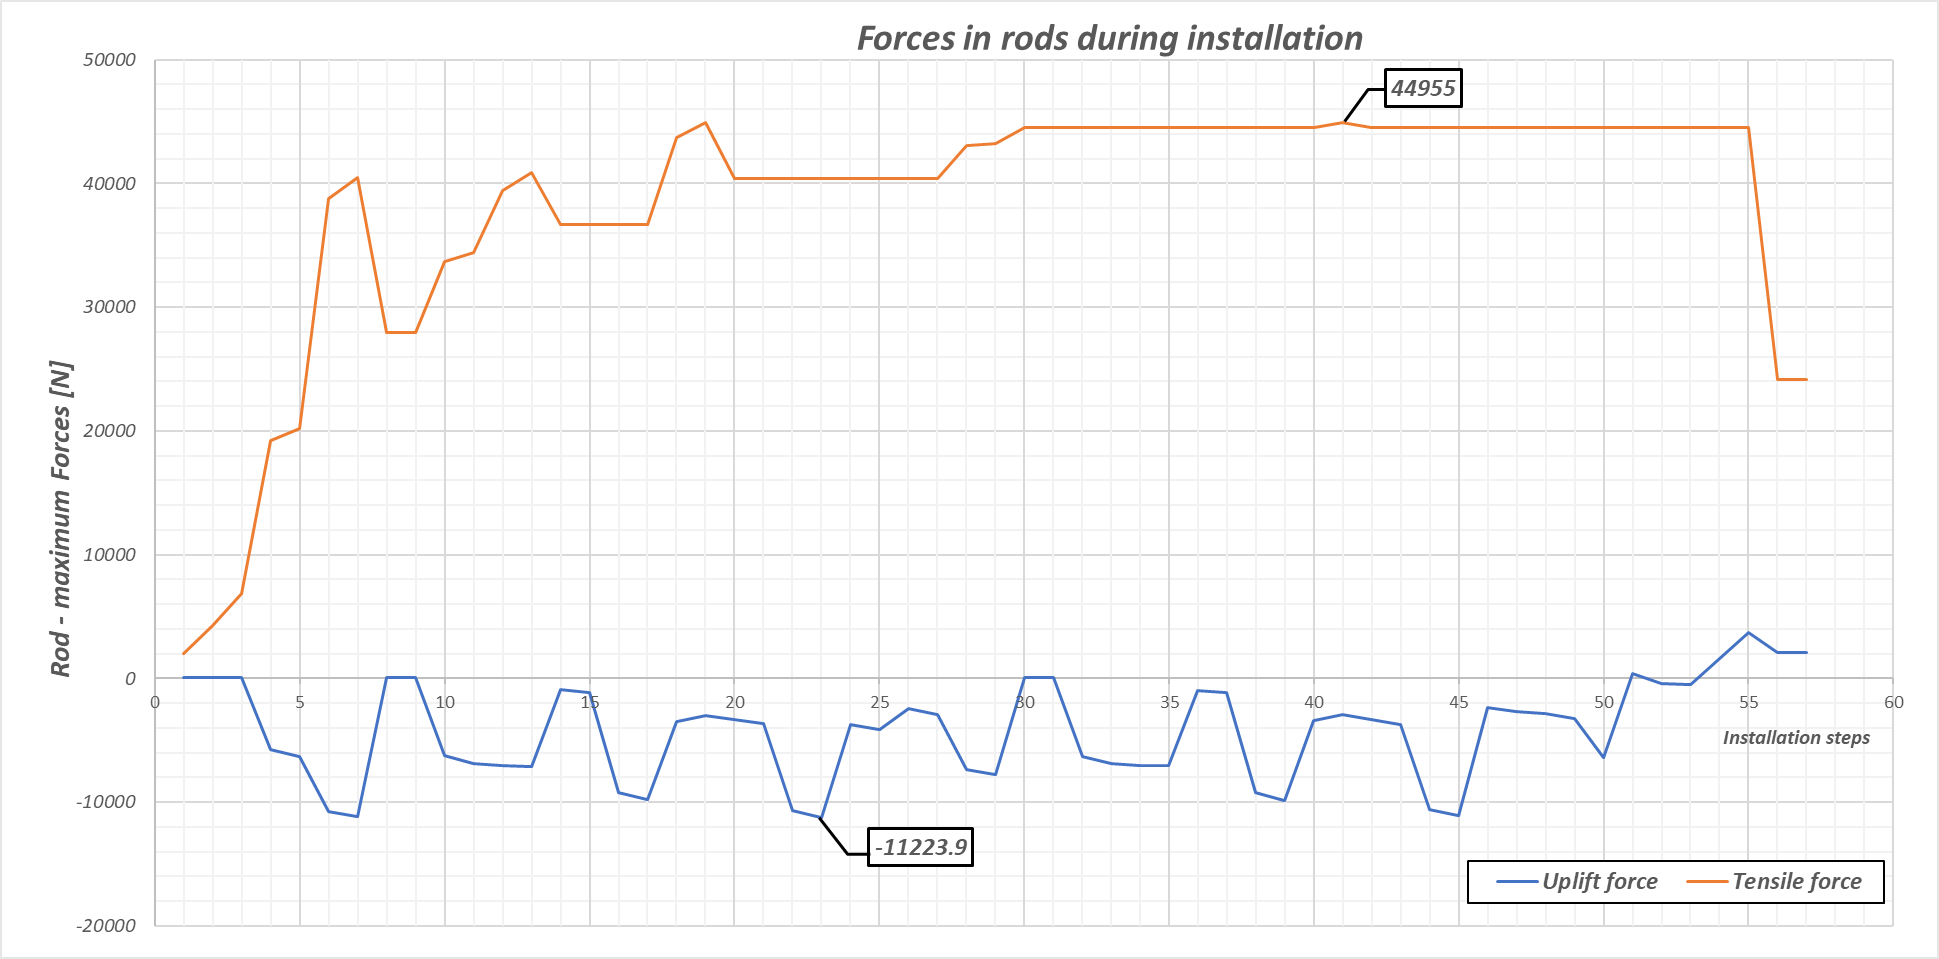 Forces in rods during installation
50000
44955
40000
30000
Rod - maximum Forces [N]
20000
10000
0
0 5 10 15 20 25 30 35 40 45 50 55 60
Installation steps
-10000
-11223.9
Uplift force Tensile force
-20000